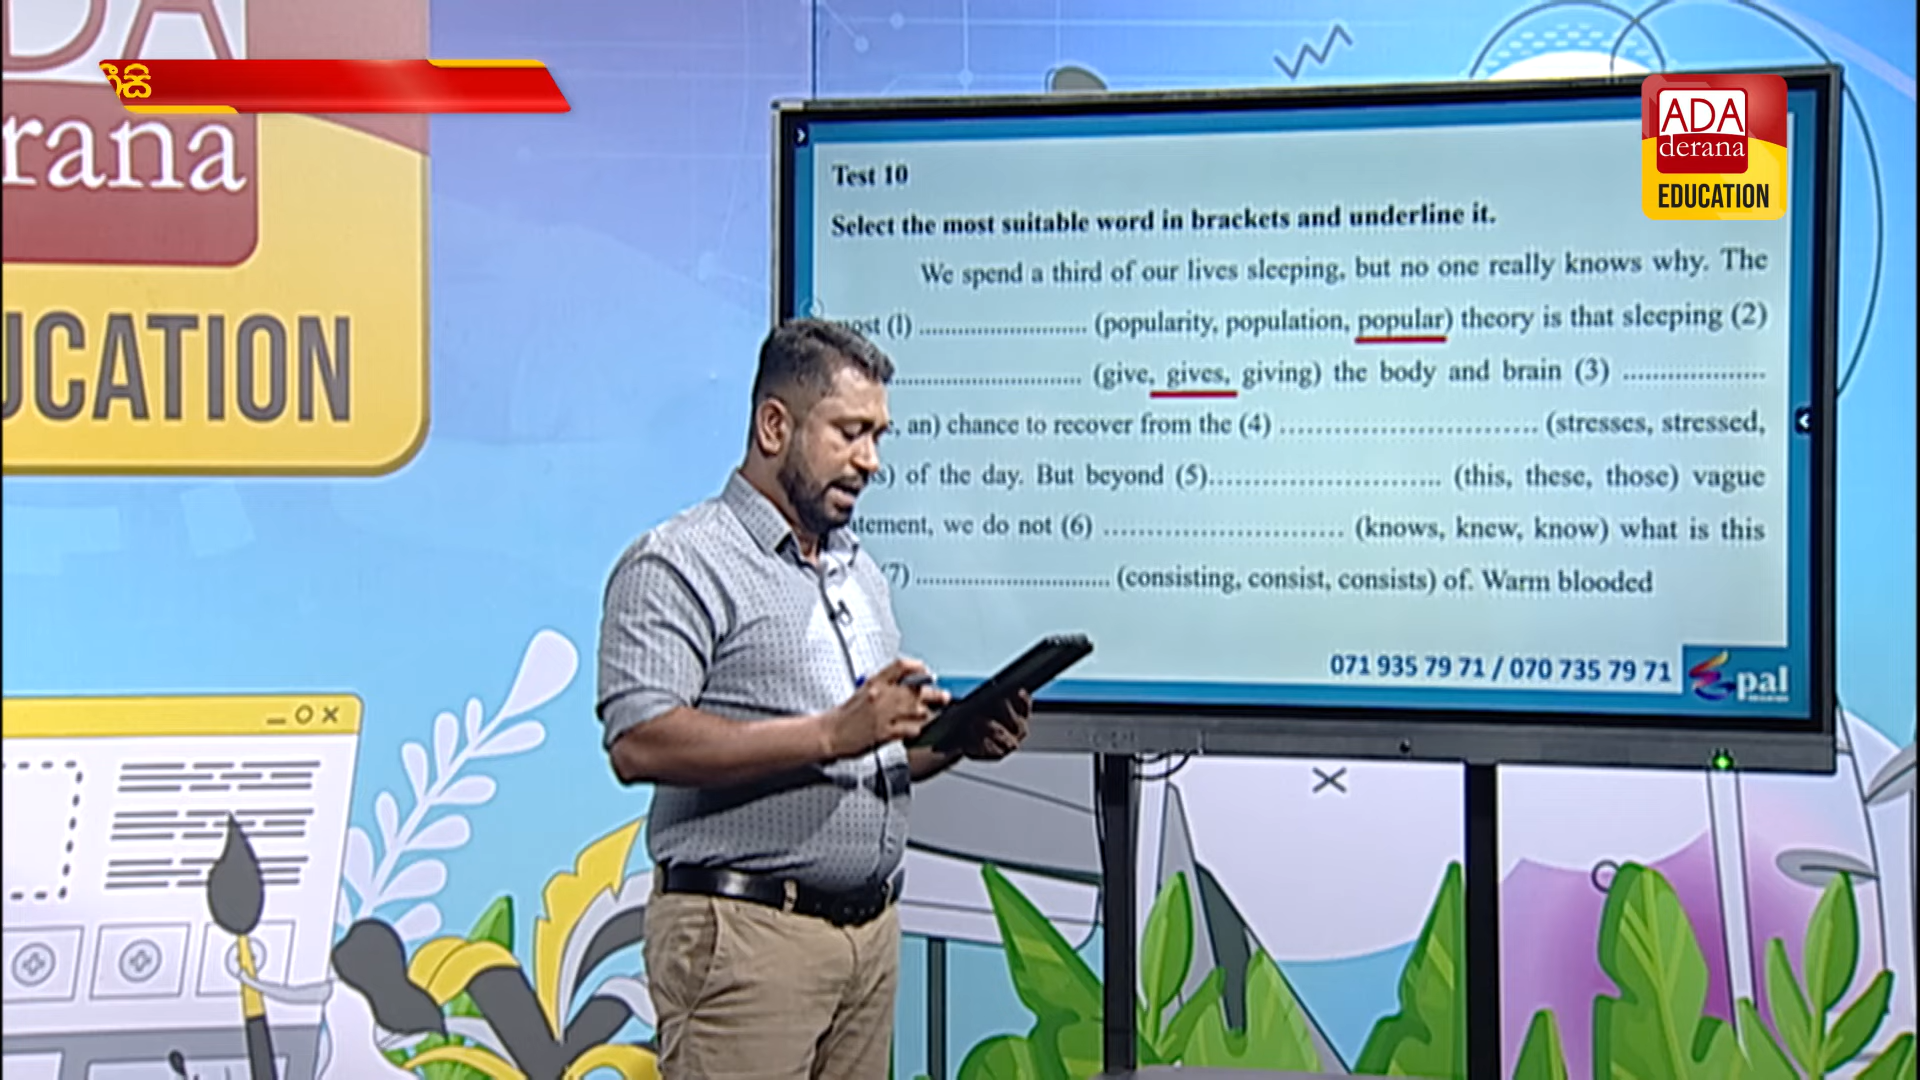 DA
rana
UCATION
ගීසි
ADA
derana
EDUCATION
Test 10
Select the most suitable word in brackets and underline it.
We spend a third of our lives sleeping, but no one really knows why. The
most (1) ........................ (popularity, population, popular) theory is that sleeping (2)
........................... (give, gives, giving) the body and brain (3) ..................
, an) chance to recover from the (4) ........................... (stresses, stressed,
s) of the day. But beyond (5)........................ (this, these, those) vague
tement, we do not (6) ......................... (knows, knew, know) what is this
(7) ........................... (consisting, consist, consists) of. Warm blooded
071 935 79 71 / 070 735 79 71
pal